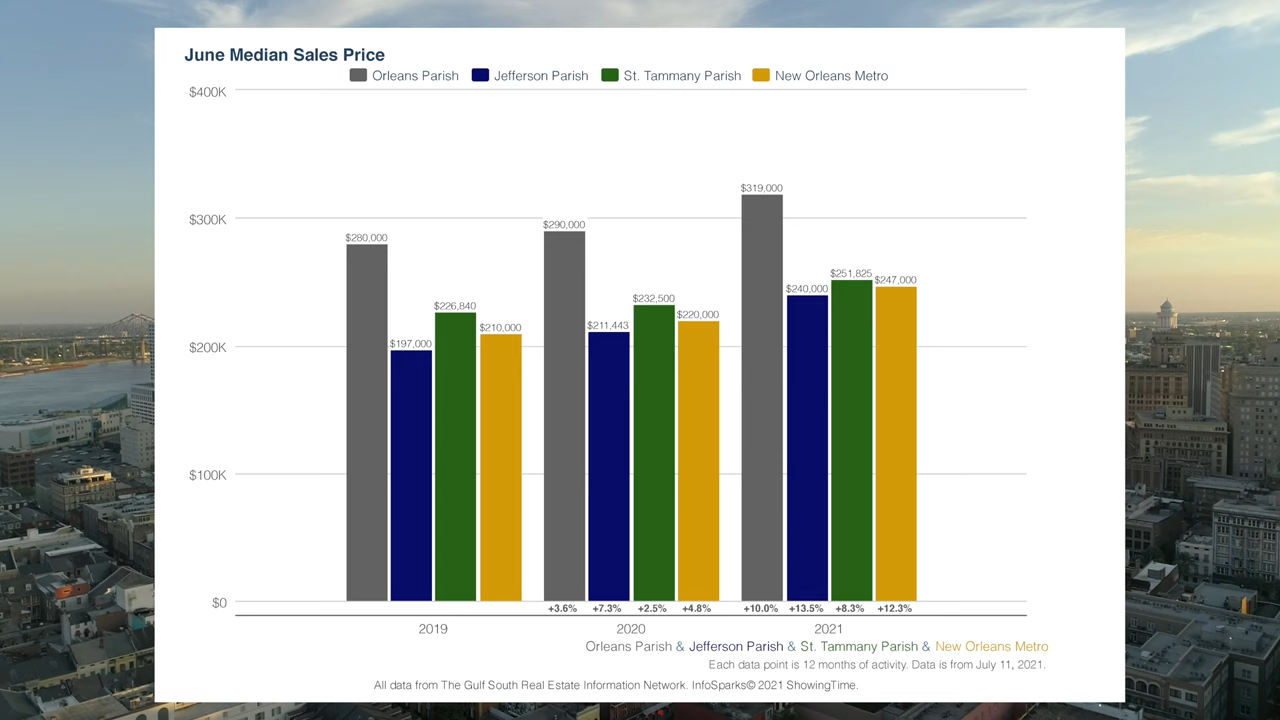 June Median Sales Price
Orleans Parish Jefferson Parish St. Tammany Parish New Orleans Metro
$400K
$300K
$200K
$100K
$0
$280,000
$197,000
$226,840
$210,000
$290,000
$211,443
$232,500
$220,000
$319,000
$240,000
$251,825
$247,000
+3.6% +7.3% +2.5% +4.8% +10.0% +13.5% +8.3% +12.3%
2019 2020 2021
Orleans Parish & Jefferson Parish & St. Tammany Parish & New Orleans Metro
Each data point is 12 months of activity. Data is from July 11, 2021.
All data from The Gulf South Real Estate Information Network. InfoSparks© 2021 ShowingTime.